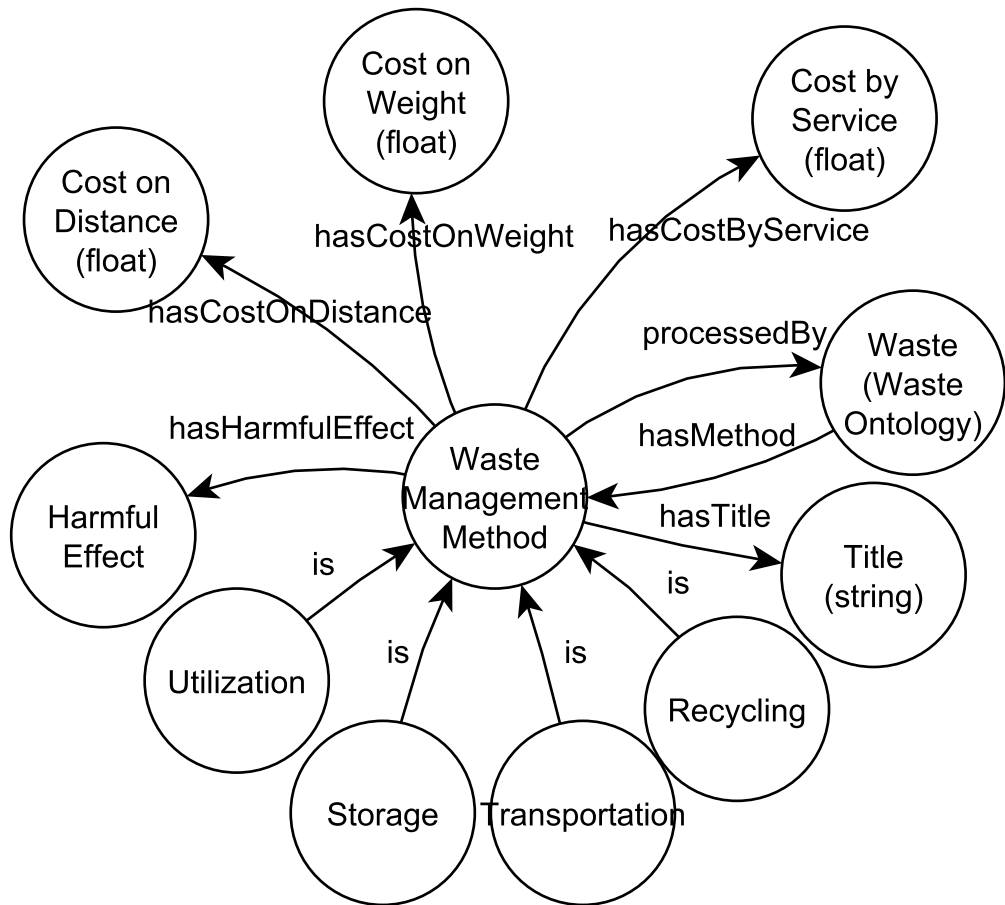 Cost on
Weight
(float)
Cost by
Service
(float)
Cost on
Distance
(float)
hasCostOnWeight
hasCostByService
hasCostOnDistance
processedBy
Waste
(Waste
Ontology)
hasHarmfulEffect
hasMethod
Waste
Management
Method
hasTitle
Harmful
Effect
Title
(string)
is
is
is
is
Utilization
Recycling
Storage
Transportation